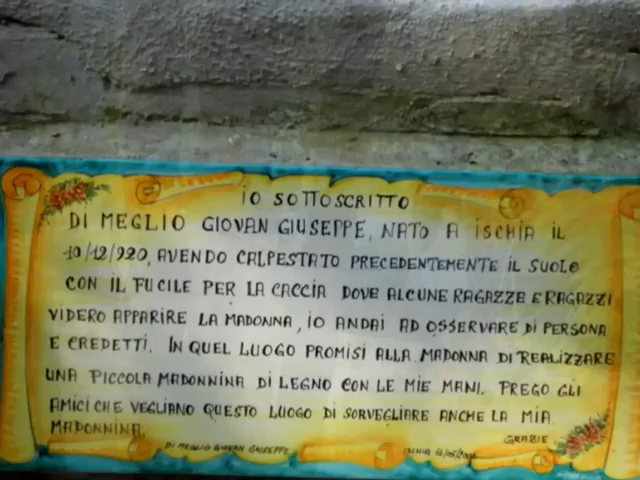 IO SOTTOSCRITTO
DI MEGLIO GIOVAN GIUSEPPE, NATO A ISCHIA IL
10/12/920, AVENDO CALPESTATO PRECEDENTEMENTE IL SUOLO
CON IL FUCILE PER LA CACCIA DOVE ALCUNE RAGAZZE E RAGAZZI
VIDERO APPARIRE LA MADONNA, IO ANDAI AD OSSERVARE DI PERSONA
E CREDETTI. IN QUEL LUOGO PROMISI ALLA MADONNA DI REALIZZARE
UNA PICCOLA MADONNINA DI LEGNO CON LE MIE MANI. PREGO GLI
AMICI CHE VEGLIANO QUESTO LUOGO DI SORVEGLIARE ANCHE LA MIA
MADONNINA.
GRAZIE
DI MEGLIO GIOVAN GIUSEPPE
ISCHIA